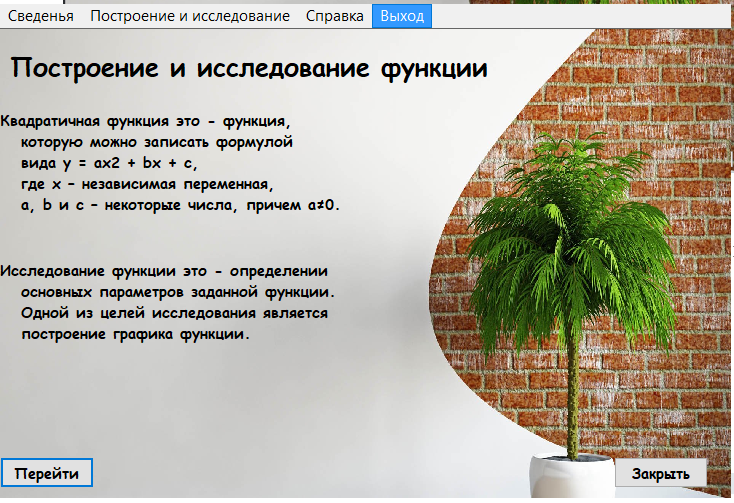 Сведенья Построение и исследование Справка Выход
Построение и исследование функции
Квадратичная функция это - функция,
которую можно записать формулой
вида y = ax2 + bx + c,
где x – независимая переменная,
a, b и c – некоторые числа, причем a≠0.
Исследование функции это - определении
основных параметров заданной функции.
Одной из целей исследования является
построение графика функции.
Перейти Закрыть